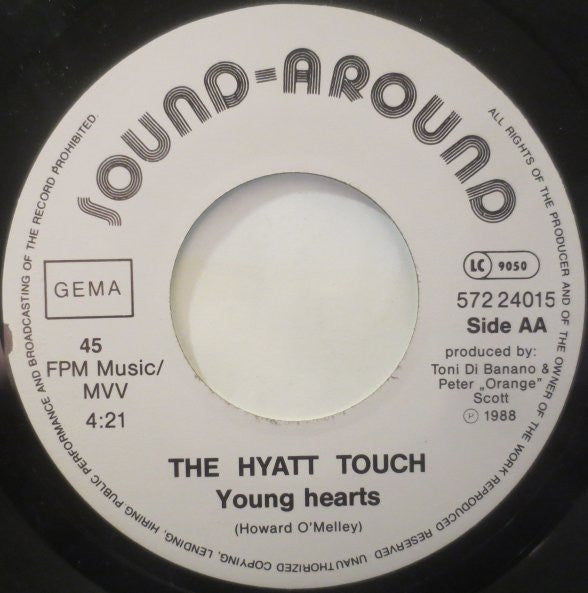 SOUND-AROUND
ALL RIGHTS OF THE PRODUCER AND OF THE OWNER OF THE WORK REPRODUCED RESERVED UNAUTHORIZED COPYING, LENDING, HIRING PUBLIC PERFORMANCE AND BROADCASTING OF THE RECORD PROHIBITED.
GEMA
LC 9050
572 24015
Side AA
45
FPM Music/
MVV
4:21
produced by:
Toni Di Banano &
Peter „Orange”
Scott
Ⓟ 1988
THE HYATT TOUCH
Young hearts
(Howard O'Melley)